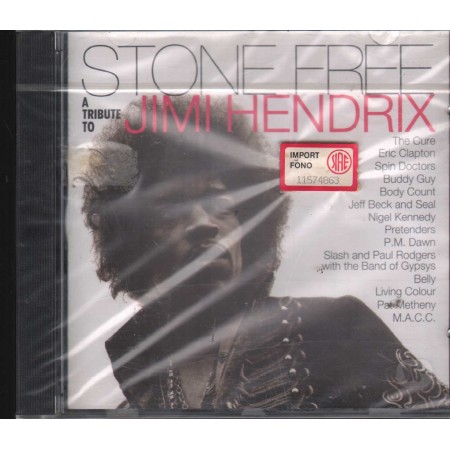 STONE FREE
A
TRIBUTE
TO
JIMI HENDRIX
IMPORT
FONO
SIAE
11574863
The Cure
Eric Clapton
Spin Doctors
Buddy Guy
Body Count
Jeff Beck and Seal
Nigel Kennedy
Pretenders
P.M. Dawn
Slash and Paul Rodgers
with the Band of Gypsys
Belly
Living Colour
Pat Metheny
M.A.C.C.